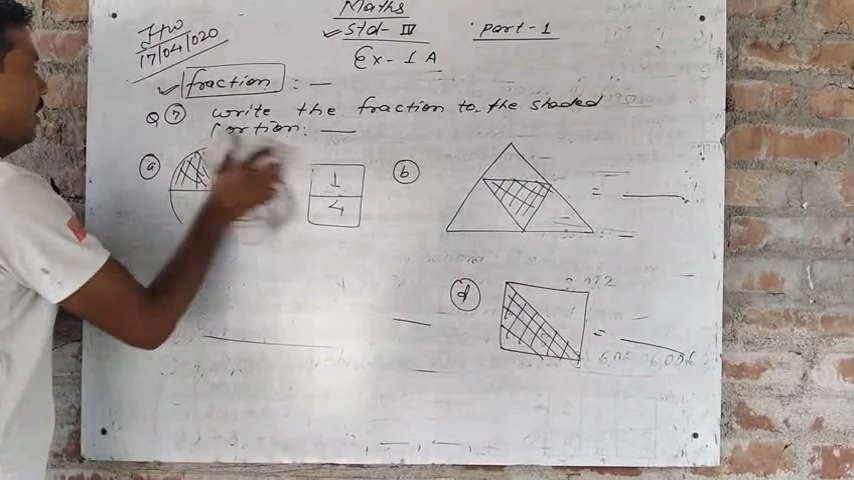 Maths
Std- IV
Part-1
Ex- 1 A
17/04/020
fraction : —
Q 7 write the fraction to the shaded
Portion: —
a
1
4
b
=
d
=